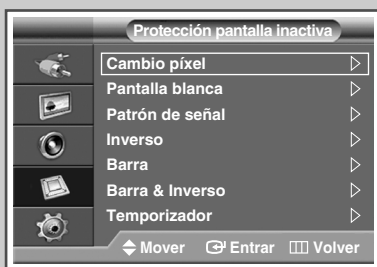 Protección pantalla inactiva
Cambio píxel
Pantalla blanca
Patrón de señal
Inverso
Barra
Barra & Inverso
Temporizador
Mover Entrar Volver